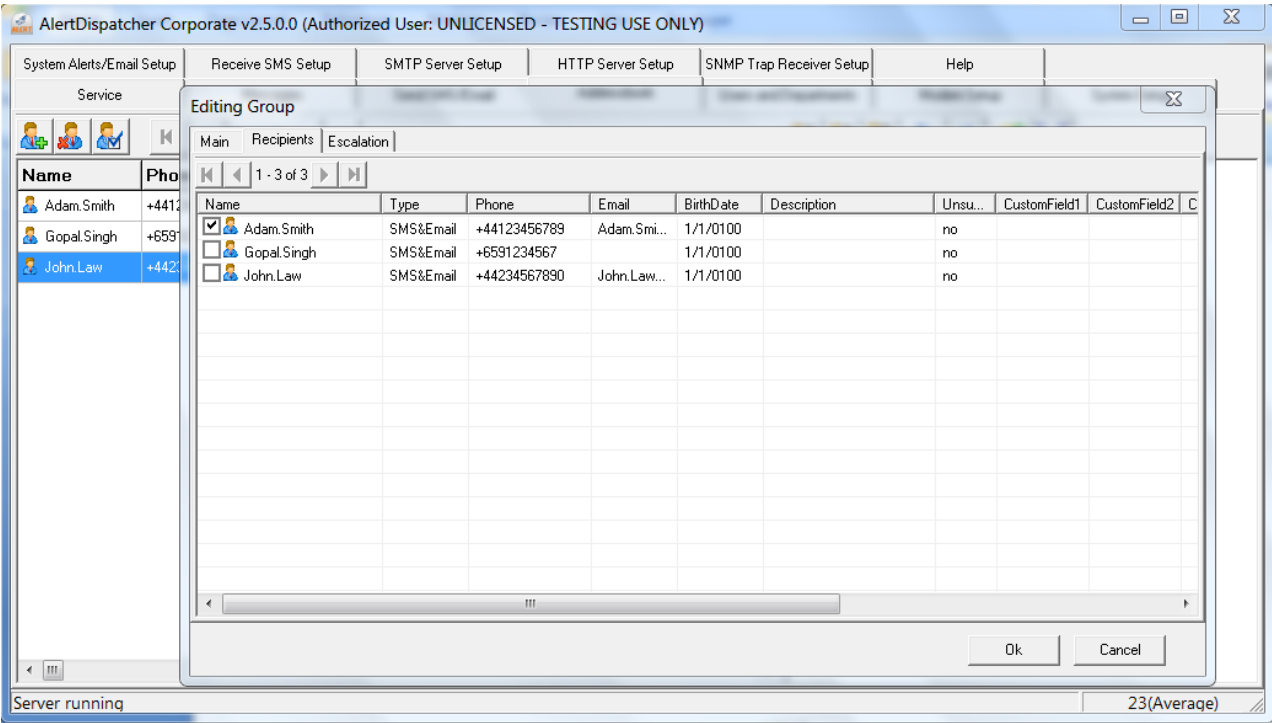 AlertDispatcher Corporate v2.5.0.0 (Authorized User: UNLICENSED - TESTING USE ONLY)
System Alerts/Email Setup Receive SMS Setup SMTP Server Setup HTTP Server Setup SNMP Trap Receiver Setup Help
Service
Editing Group
Main Recipients Escalation
1 - 3 of 3
Name Pho
Adam.Smith +4412
Gopal.Singh +659
John.Law +442
Name Type Phone Email BirthDate Description Unsu... CustomField1 CustomField2 C
Adam.Smith SMS&Email +44123456789 Adam.Smi... 1/1/0100 no
Gopal.Singh SMS&Email +6591234567 1/1/0100 no
John.Law SMS&Email +44234567890 John.Law... 1/1/0100 no
Ok Cancel
Server running 23(Average)